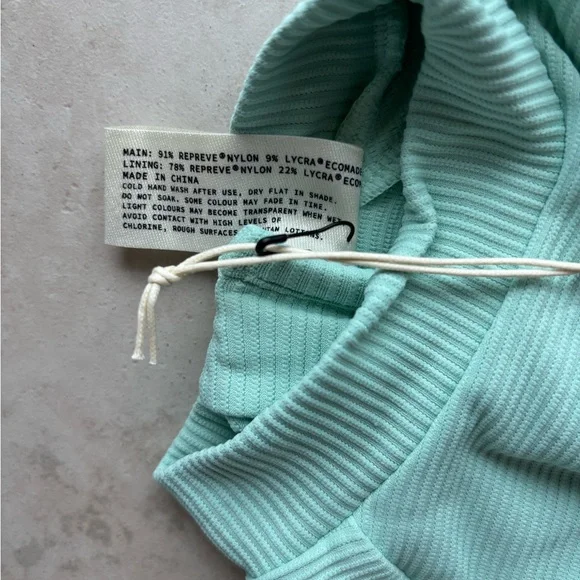 MAIN: 91% REPREVE®NYLON 9% LYCRA®ECOMADE
LINING: 78% REPREVE®NYLON 22% LYCRA®ECOM
MADE IN CHINA
COLD HAND WASH AFTER USE, DRY FLAT IN SHADE.
DO NOT SOAK. SOME COLOUR MAY FADE IN TIME.
LIGHT COLOURS MAY BECOME TRANSPARENT WHEN WET
AVOID CONTACT WITH HIGH LEVELS OF
CHLORINE, ROUGH SURFACES LOTIONS.